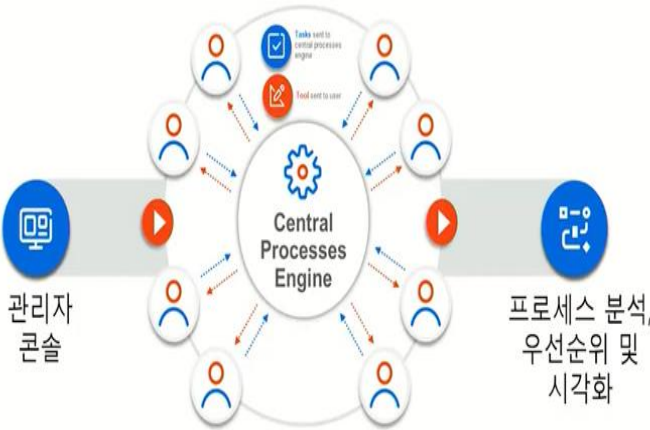 Tasks sent to
central processes
engine
Tool sent to user
Central
Processes
Engine
관리자
콘솔
프로세스 분석,
우선순위 및
시각화